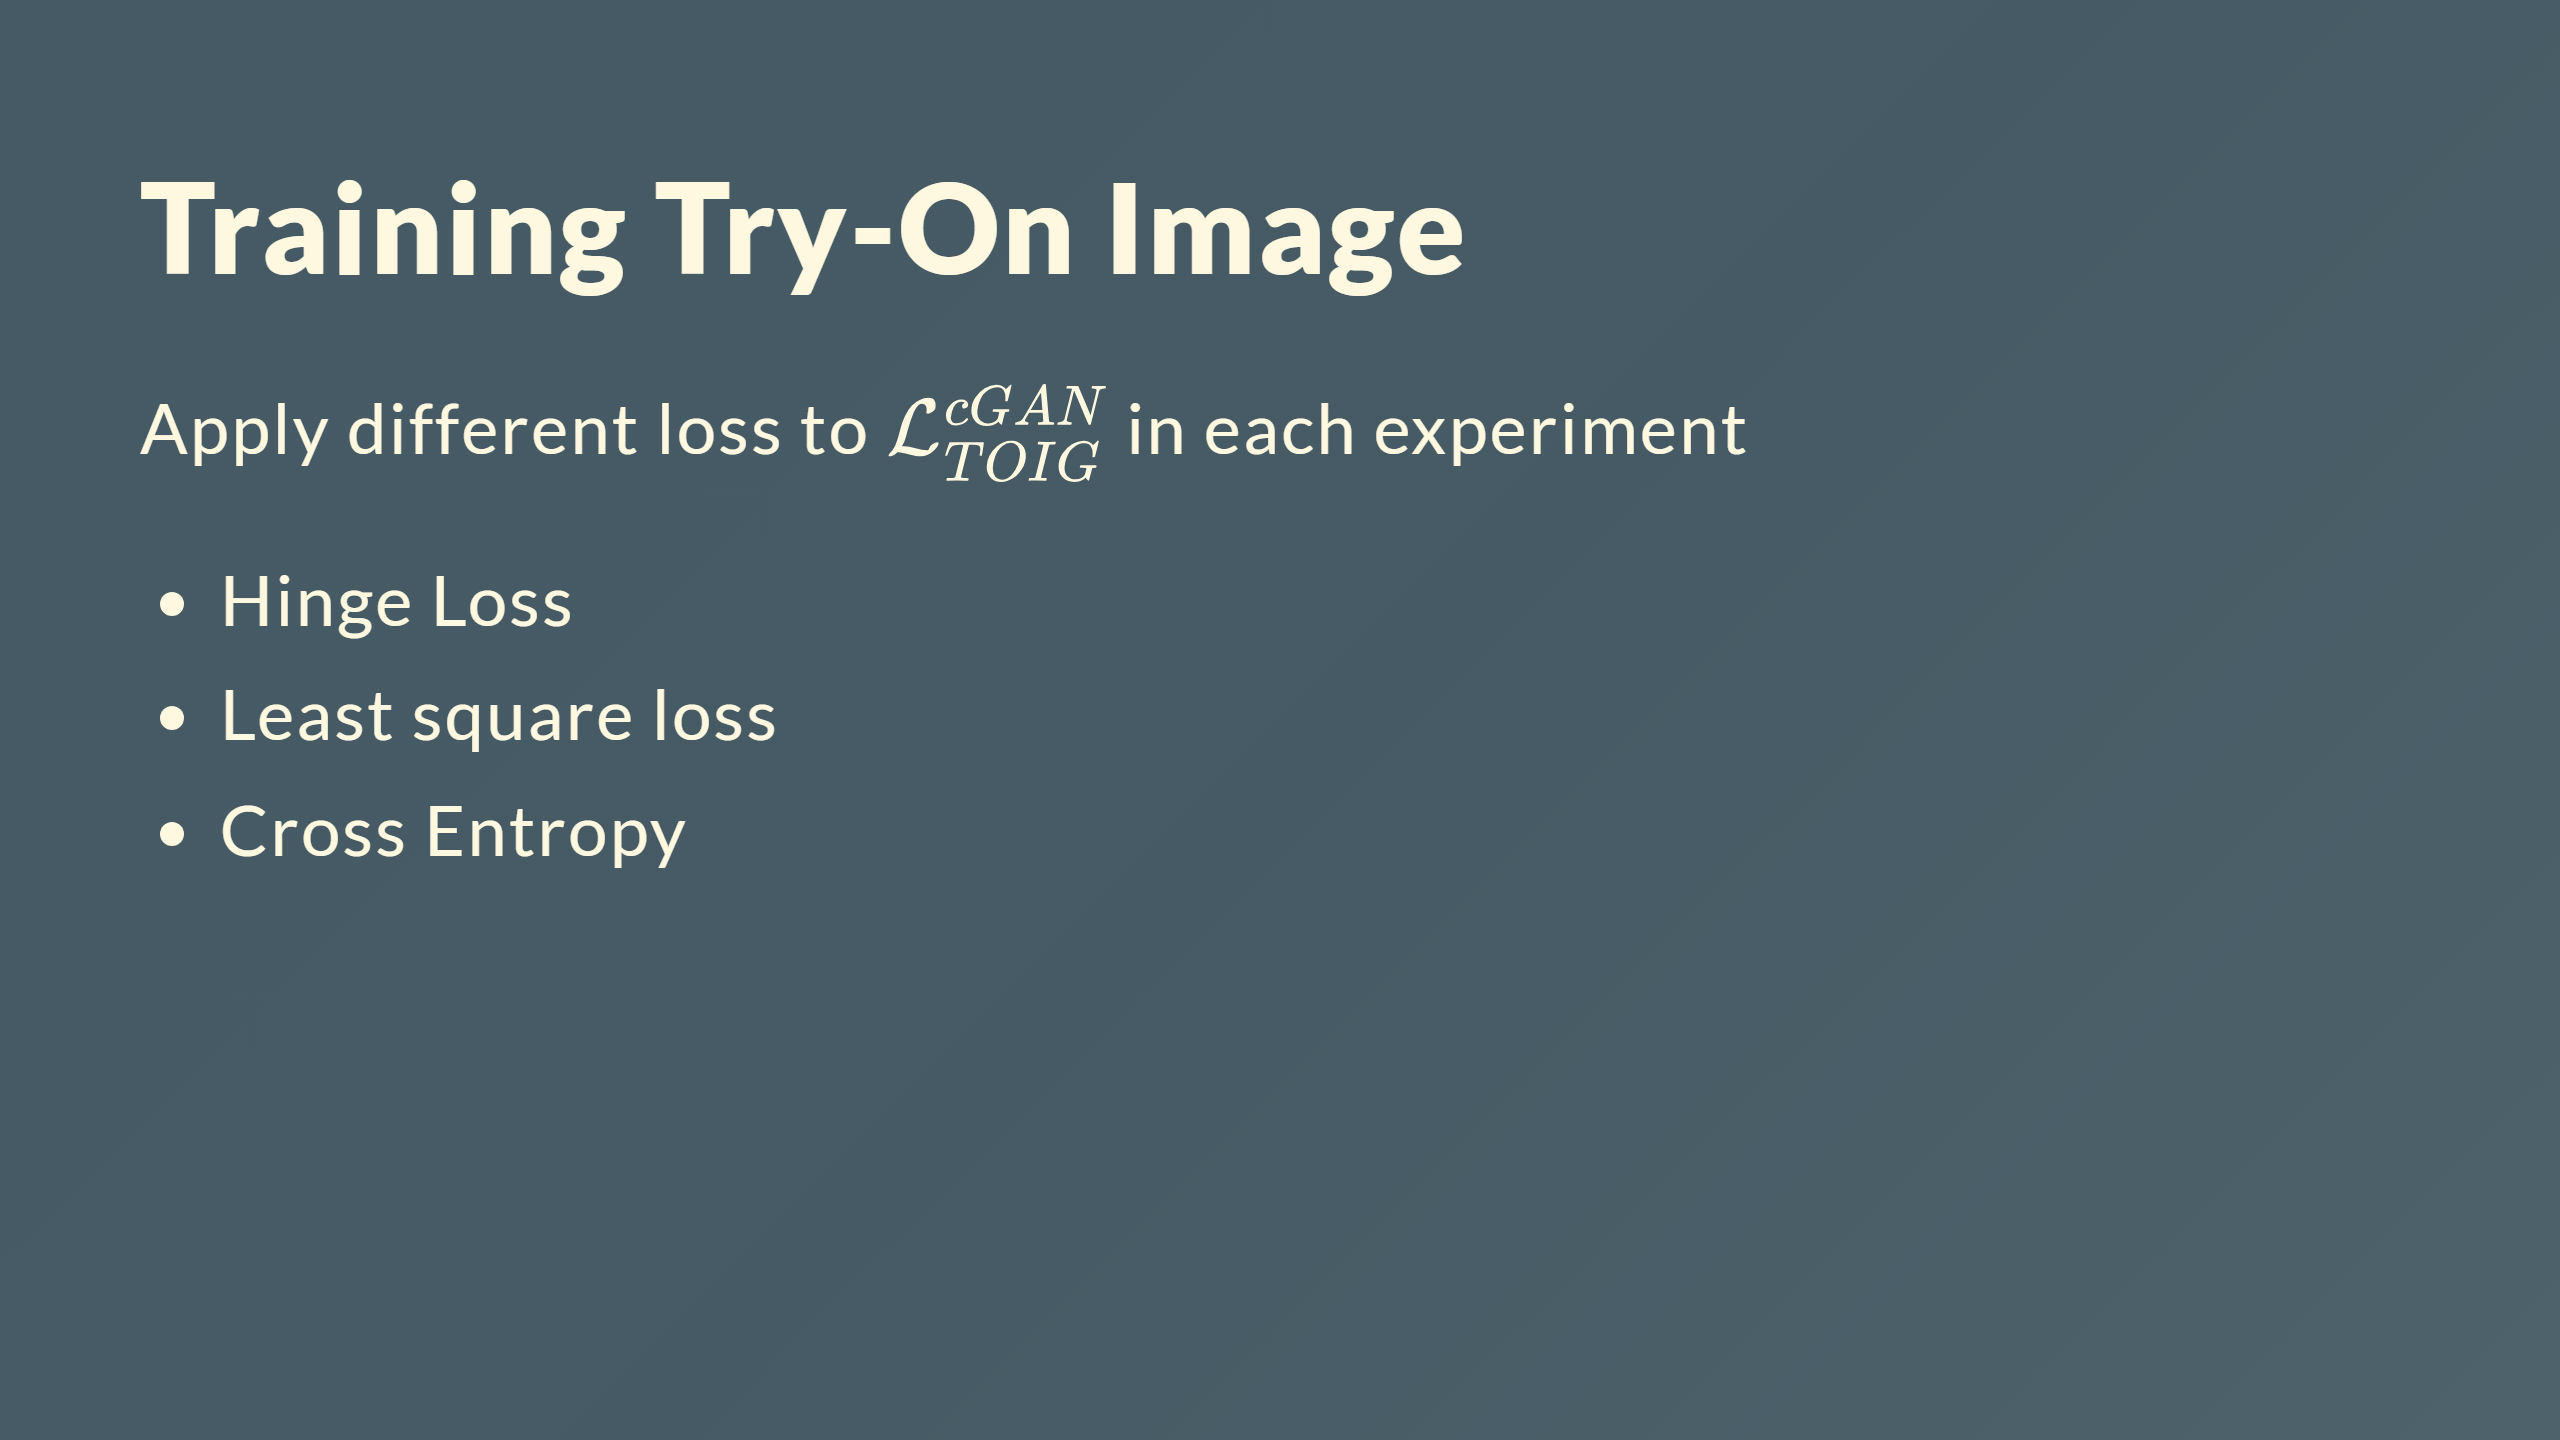 Training Try-On Image
Apply different loss to $\mathcal{L}_{TOIG}^{cGAN}$ in each experiment
• Hinge Loss
• Least square loss
• Cross Entropy